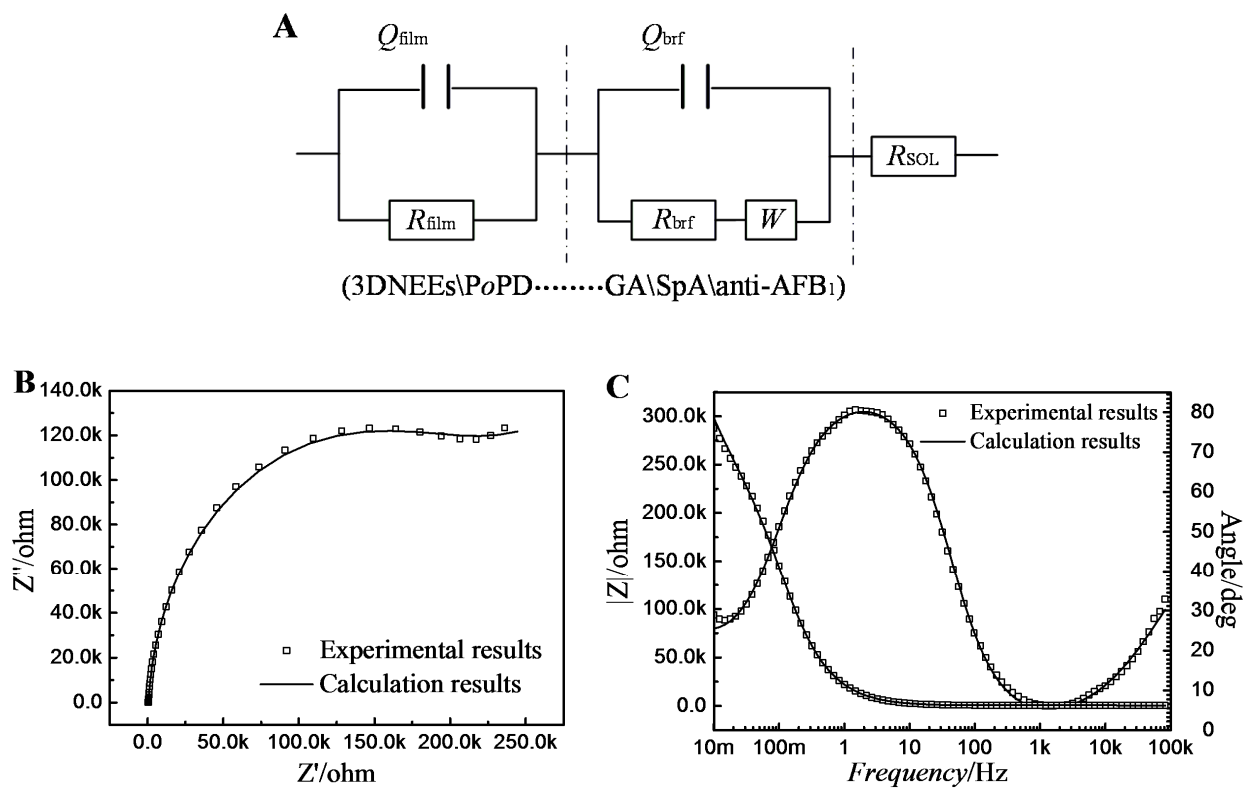 A
Qfilm
Qbrf
Rfilm
Rbrf
W
RSOL
(3DNEEs\PoPD········GA\SpA\anti-AFB1)
B
140.0k
120.0k
100.0k
80.0k
60.0k
40.0k
20.0k
0.0
Z''/ohm
Experimental results
Calculation results
0.0
50.0k
100.0k
150.0k
200.0k
250.0k
Z'/ohm
C
300.0k
250.0k
200.0k
150.0k
100.0k
50.0k
0.0
|Z|/ohm
Experimental results
Calculation results
80
70
60
50
40
30
20
10
0
Angle/deg
10m
100m
1
10
100
1k
10k
100k
Frequency/Hz